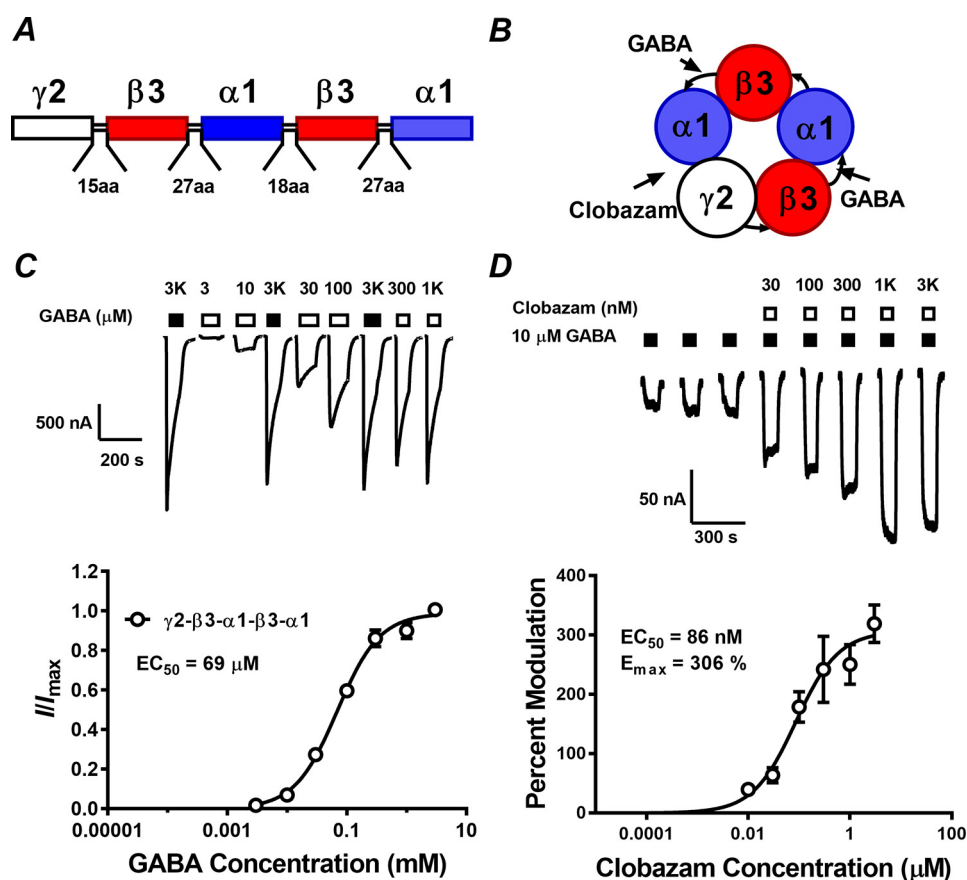 A
γ2 β3 α1 β3 α1
15aa 27aa 18aa 27aa
B
GABA
β3
α1 α1
γ2 β3
Clobazam
GABA
C
3K 3 10 3K 30 100 3K 300 1K
GABA (μM)
500 nA
200 s
1.2
1.0
0.8
0.6
0.4
0.2
0.0
I/Imax
γ2-β3-α1-β3-α1
EC50 = 69 μM
0.00001 0.001 0.1 10
GABA Concentration (mM)
D
30 100 300 1K 3K
Clobazam (nM)
10 μM GABA
50 nA
300 s
400
300
200
100
0
Percent Modulation
EC50 = 86 nM
Emax = 306 %
0.0001 0.01 1 100
Clobazam Concentration (μM)